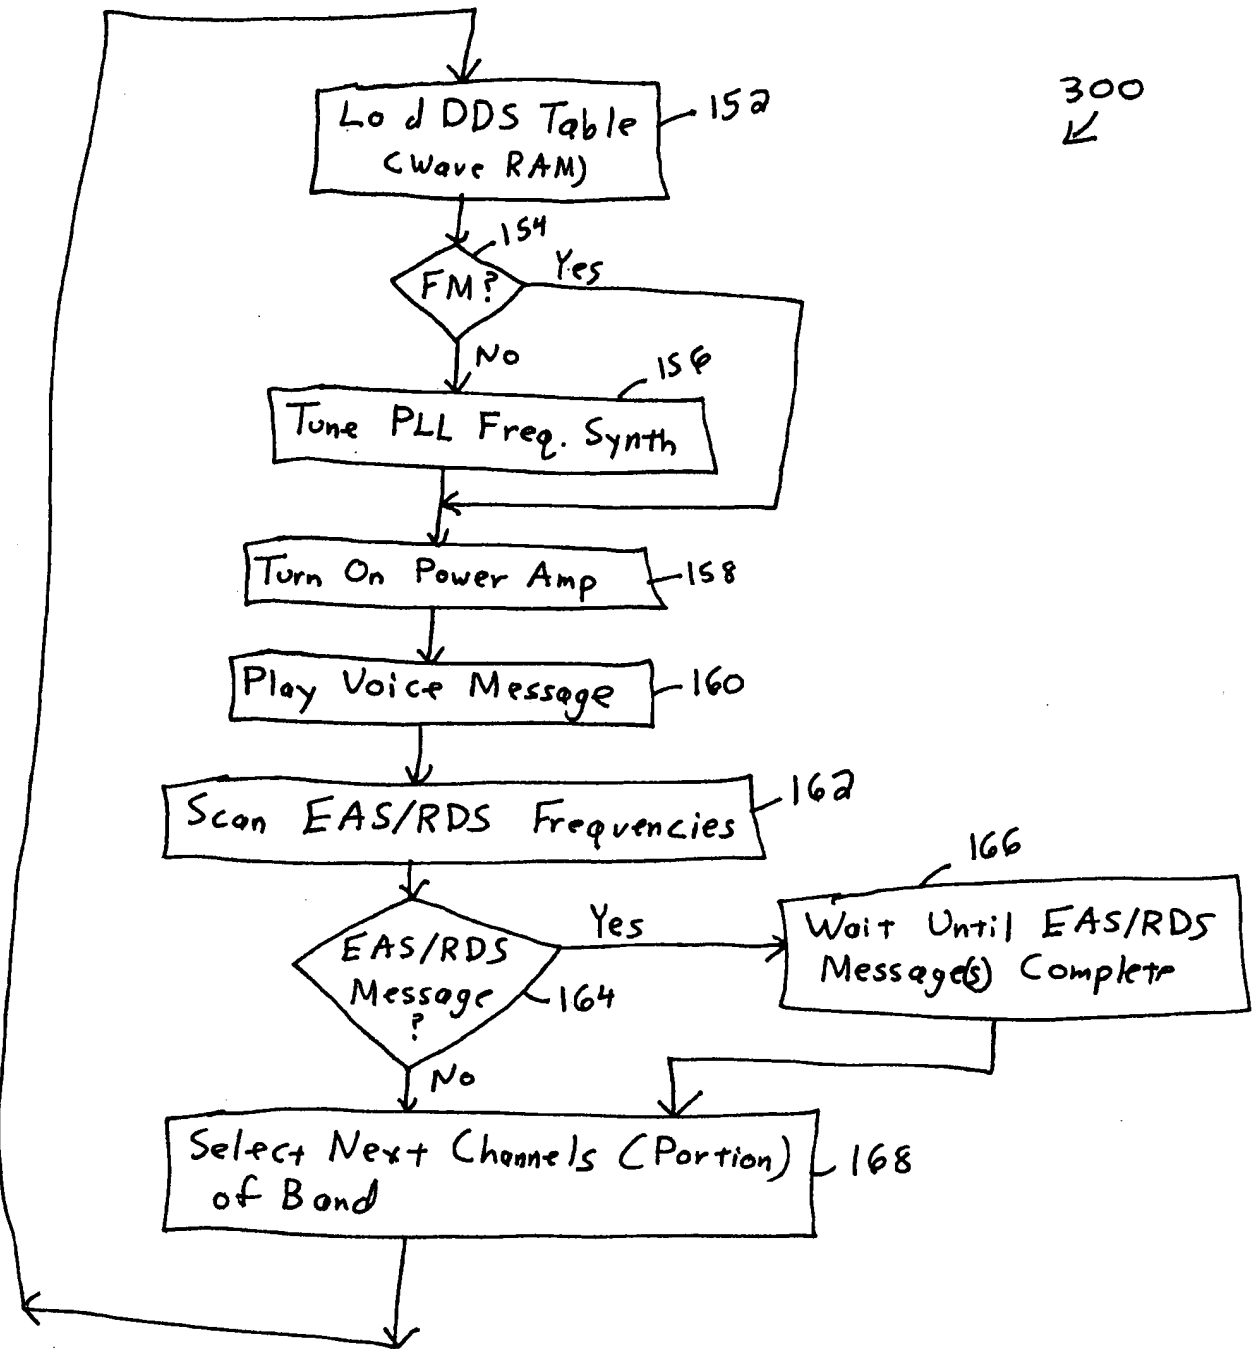 300
Lod DDS Table
(Wave RAM)
152
154
FM?
Yes
No
156
Tune PLL Freq. Synth
Turn On Power Amp
158
Play Voice Message
160
Scan EAS/RDS Frequencies
162
EAS/RDS
Message
?
164
Yes
166
Wait Until EAS/RDS
Message(s) Complete
No
Select Next Channels (Portion)
of Band
168